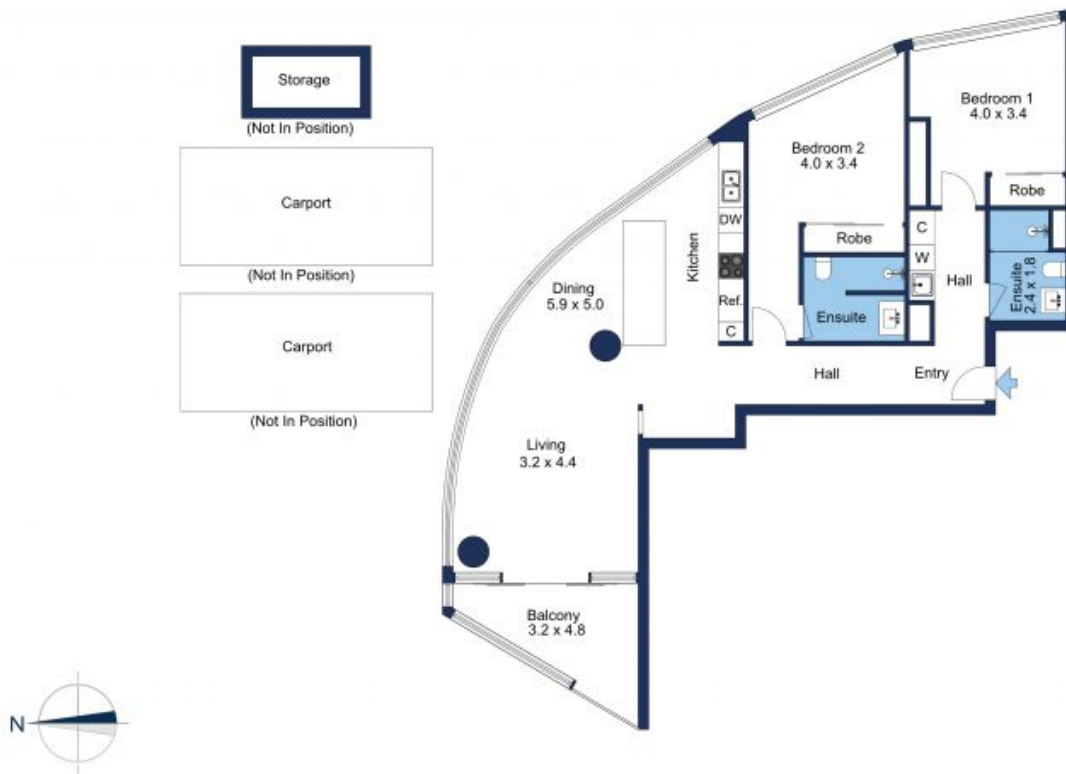 Storage
(Not In Position)
Carport
(Not In Position)
Carport
(Not In Position)
Bedroom 1
4.0 x 3.4
Robe
Bedroom 2
4.0 x 3.4
Robe
DW
Kitchen
Ref.
C
Dining
5.9 x 5.0
Ensuite
C
W
Hall
Ensuite
2.4 x 1.8
Hall
Entry
Living
3.2 x 4.4
Balcony
3.2 x 4.8
N